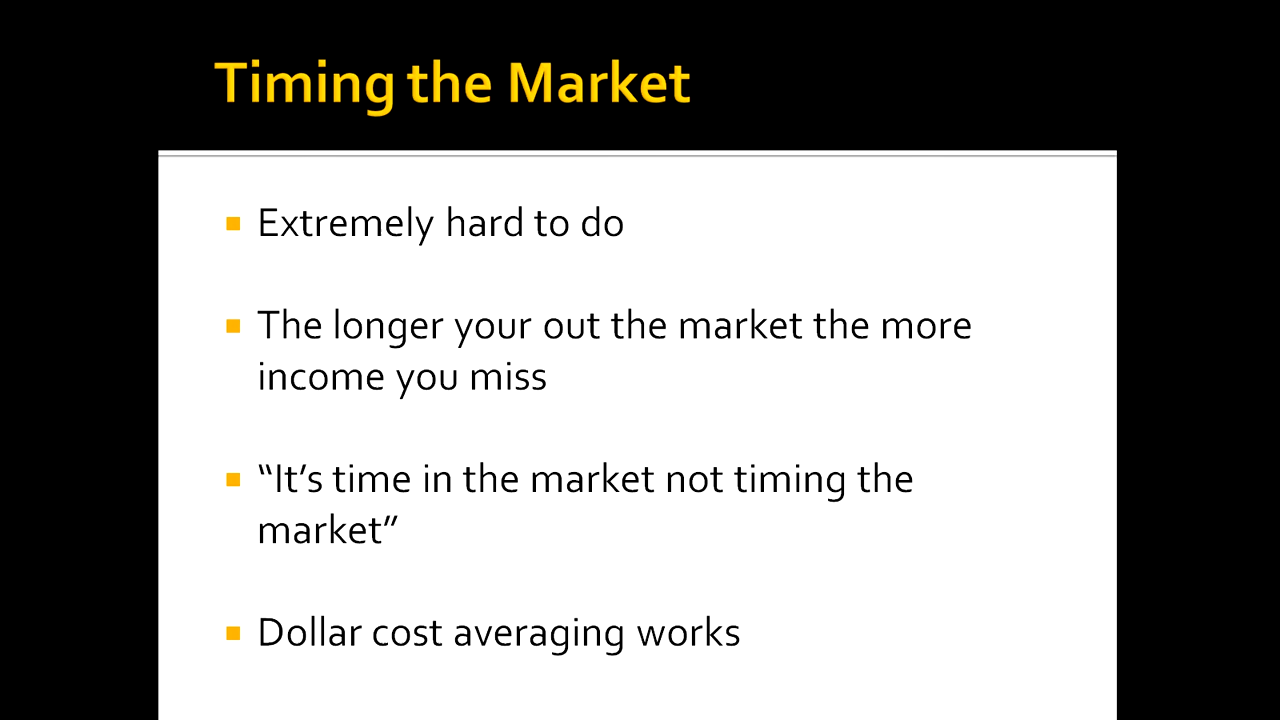 Timing the Market
Extremely hard to do
The longer your out the market the more
income you miss
“It’s time in the market not timing the
market”
Dollar cost averaging works